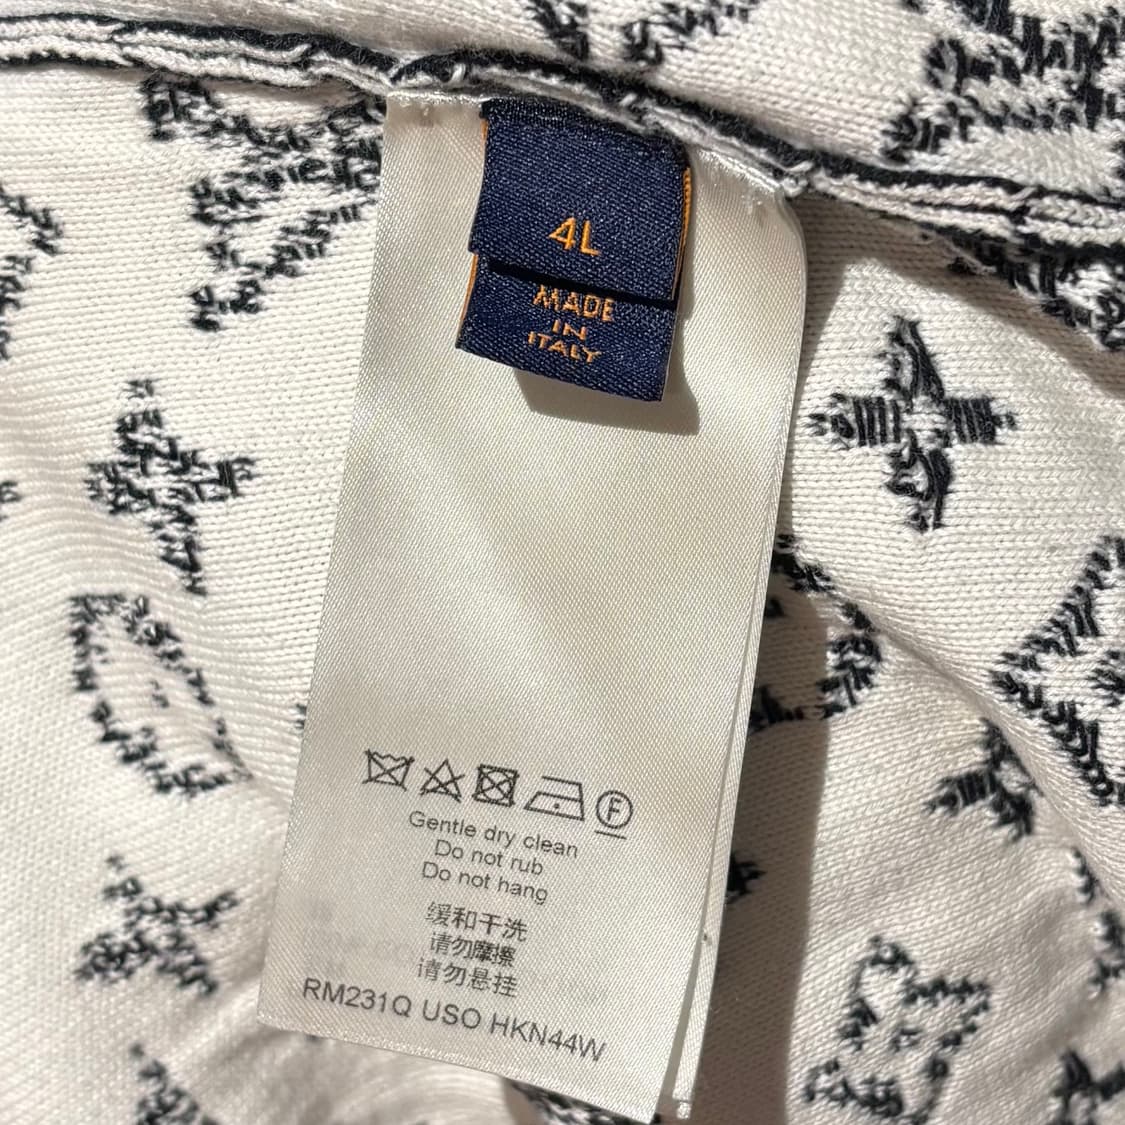 4L
MADE
IN
ITALY
F
Gentle dry clean
Do not rub
Do not hang
缓和干洗
请勿摩擦
请勿悬挂
RM231Q USO HKN44W